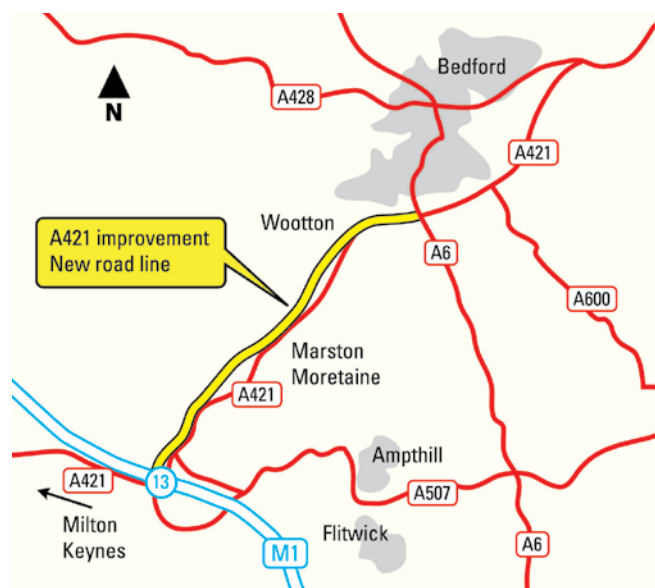 Bedford
A428
N
A421
Wootton
A421 improvement
New road line
A6
A600
Marston
Moretaine
A421
Ampthill
A421
13
A507
Milton
Keynes
Flitwick
M1
A6